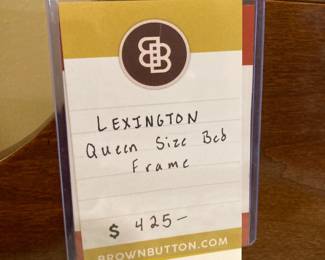 BB
LEXINGTON
Queen Size Bed
Frame
$ 425—
BROWNBUTTON.COM